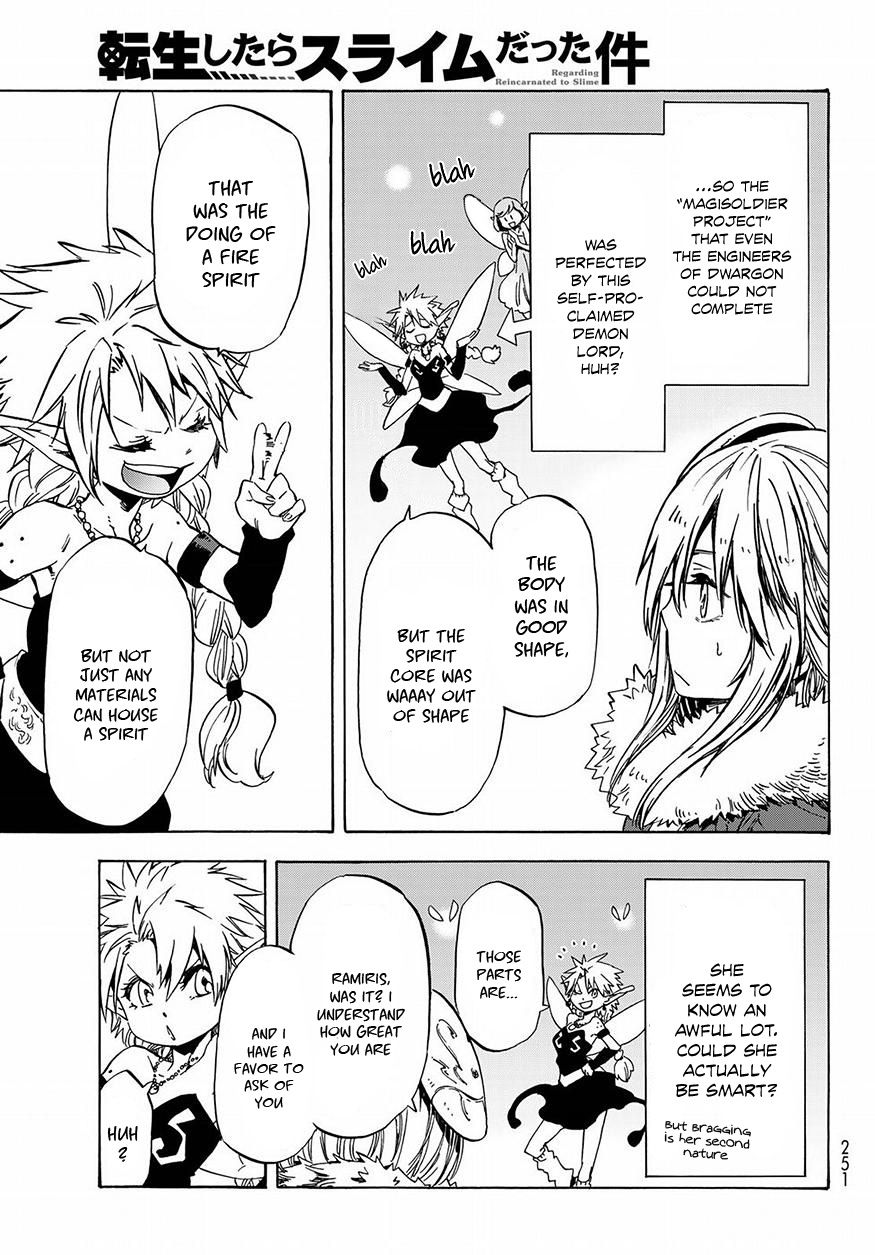 転生したらスライムだった件
Regarding
Reincarnated to Slime
...SO THE
"MAGISOLDIER
PROJECT"
THAT EVEN
THE ENGINEERS
OF DWARGON
COULD NOT
COMPLETE
WAS
PERFECTED
BY THIS
SELF-PRO-
CLAIMED
DEMON
LORD,
HUH?
blah
blah
blah
THE
BODY
WAS IN
GOOD
SHAPE,
BUT THE
SPIRIT
CORE WAS
WAAAY OUT
OF SHAPE
THAT
WAS THE
DOING OF
A FIRE
SPIRIT
BUT NOT
JUST ANY
MATERIALS
CAN HOUSE
A SPIRIT
SHE
SEEMS TO
KNOW AN
AWFUL LOT.
COULD SHE
ACTUALLY
BE SMART?
But Bragging
is her second
nature
THOSE
PARTS
ARE...
RAMIRIS,
WAS IT? I
UNDERSTAND
HOW GREAT
YOU ARE
AND I
HAVE A
FAVOR TO
ASK OF
YOU
HUH
?
251